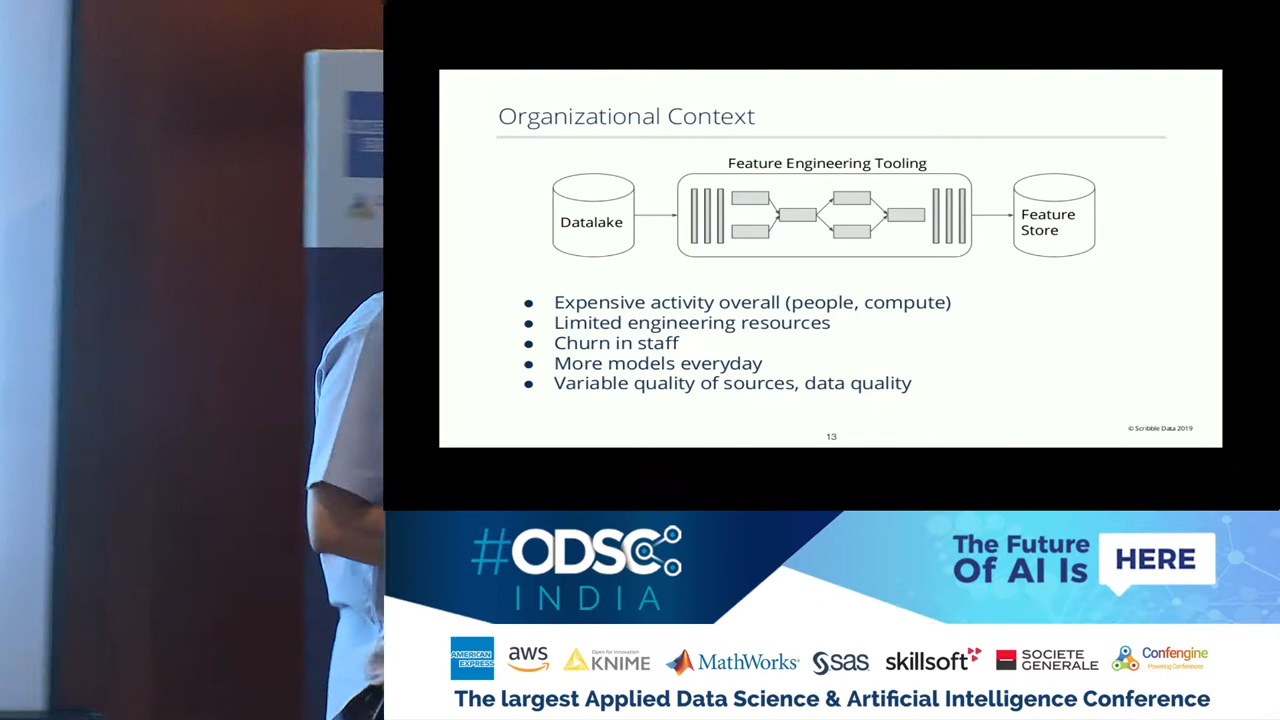 Organizational Context
Feature Engineering Tooling
Datalake
Feature
Store
● Expensive activity overall (people, compute)
● Limited engineering resources
● Churn in staff
● More models everyday
● Variable quality of sources, data quality
13
© Scribble Data 2019
#ODSC
INDIA
The Future
Of AI Is
HERE
AMERICAN
EXPRESS
aws
Open for Innovation
KNIME
MathWorks
sas
skillsoft
SOCIETE
GENERALE
Confengine
Powering Conferences
The largest Applied Data Science & Artificial Intelligence Conference